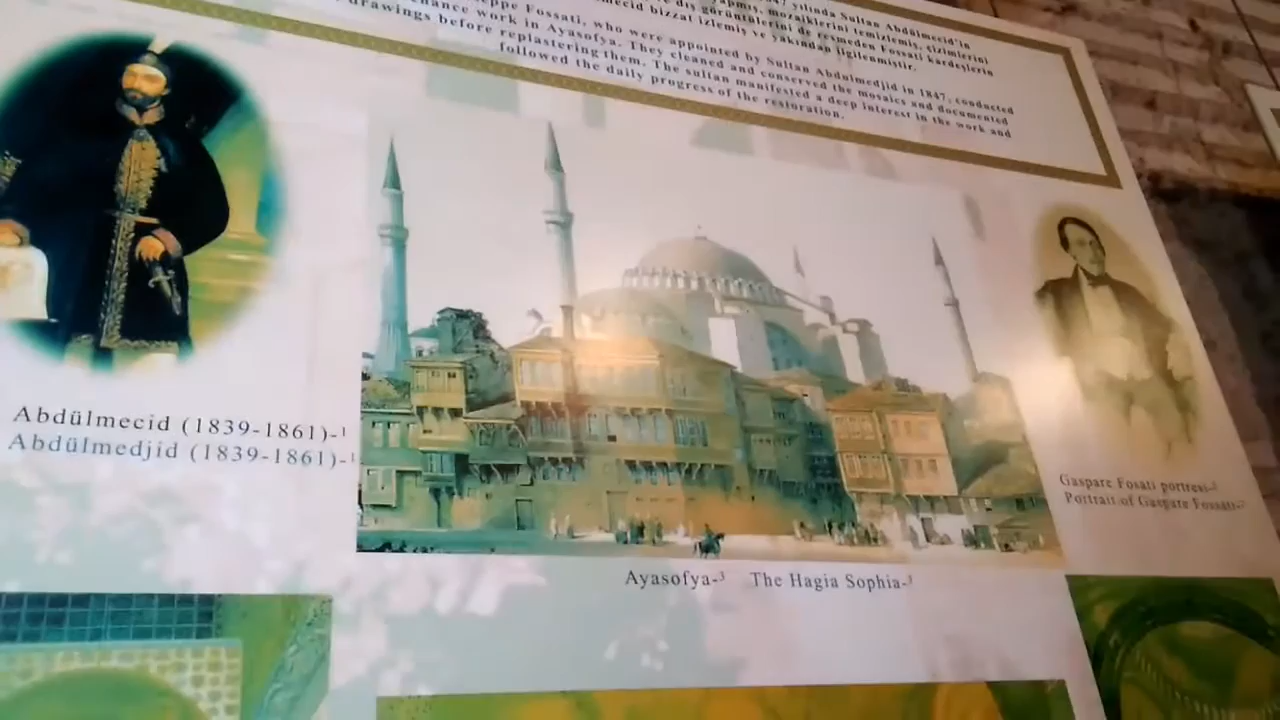 yılında Sultan Abdülmecid'in
yapmış, mozaiklerini temizlemiş, çizimlerini
ve dış görüntülerini de resmeden Fossati kardeşlerin
bizzat izlemiş ve yakından ilgilenmiştir.
Fossati, who were appointed by Sultan Abdulmedjid in 1847, conducted
work in Ayasofya. They cleaned and conserved the mosaics and documented
drawings before replastering them. The sultan manifested a deep interest in the work and
followed the daily progress of the restoration.
Abdülmecid (1839-1861)-1
Abdülmedjid (1839-1861)-1
Gaspare Fosati portresi-2
Portrait of Gaspare Fossati-2
Ayasofya-3 The Hagia Sophia-3